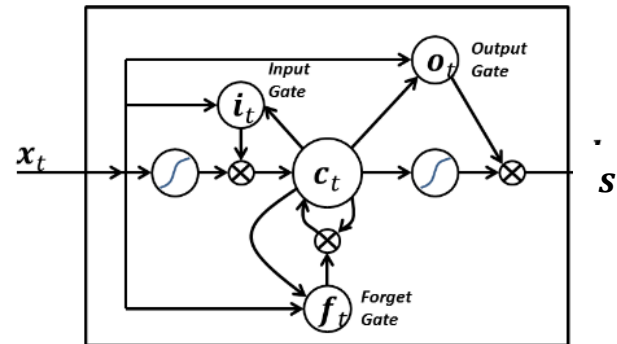 o_t
Output
Gate
Input
Gate
i_t
x_t
c_t
s
f_t
Forget
Gate